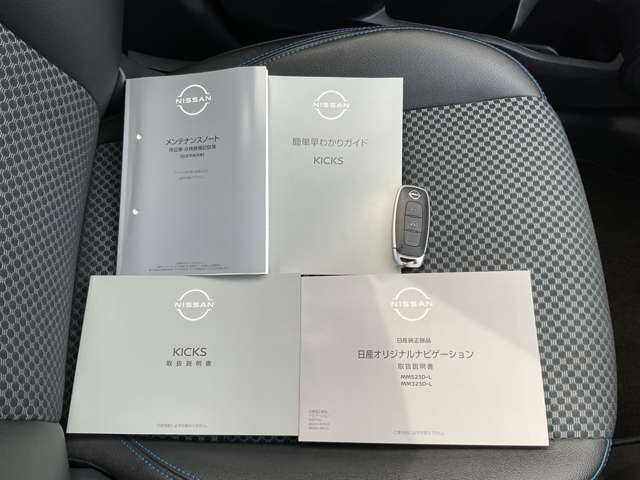 NISSAN
メンテナンスノート
NISSAN
簡単早わかりガイド
KICKS
NISSAN
KICKS
取扱説明書
NISSAN
日産純正部品
日産オリジナルナビゲーション
取扱説明書
MM523D-L
MM323D-L